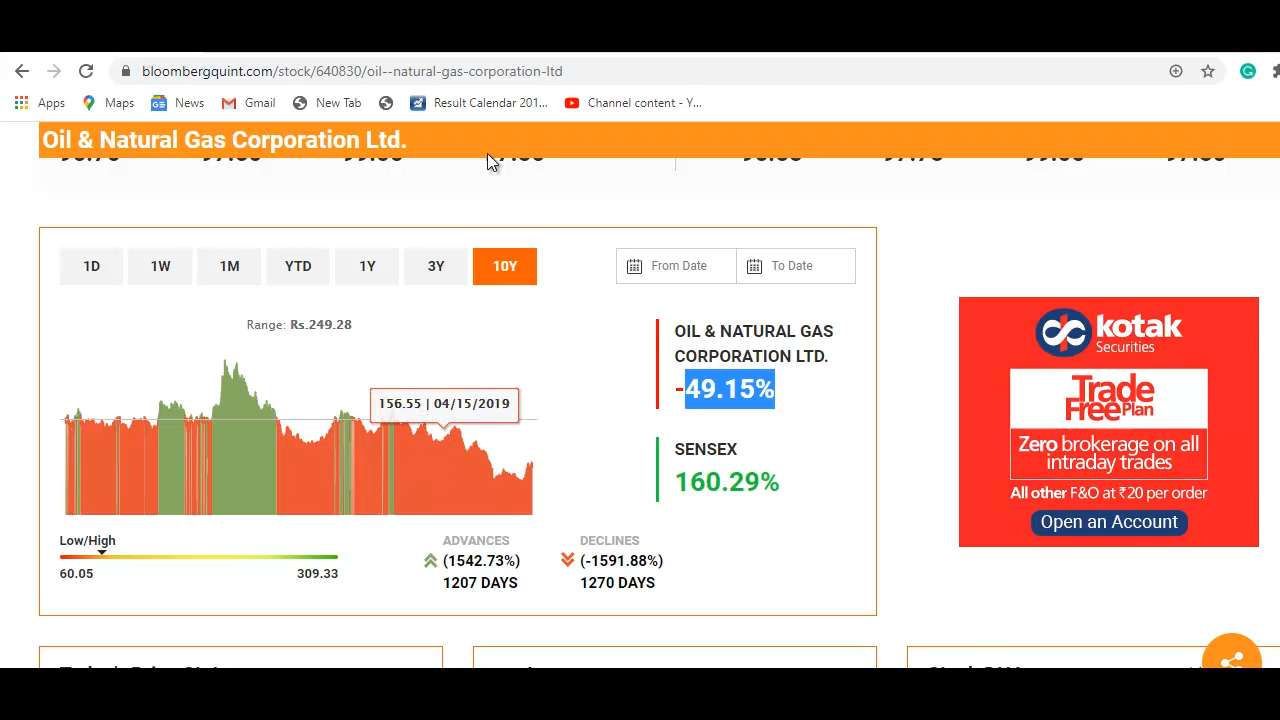 bloombergquint.com/stock/640830/oil--natural-gas-corporation-ltd
Apps Maps News Gmail New Tab Result Calendar 201... Channel content - Y...
Oil & Natural Gas Corporation Ltd.
1D 1W 1M YTD 1Y 3Y 10Y From Date To Date
Range: Rs.249.28
OIL & NATURAL GAS
CORPORATION LTD.
-49.15%
156.55 | 04/15/2019
SENSEX
160.29%
Low/High
60.05 309.33
ADVANCES DECLINES
(1542.73%) (-1591.88%)
1207 DAYS 1270 DAYS
kotak
Securities
Trade
Free Plan
Zero brokerage on all
intraday trades
All other F&O at ₹20 per order
Open an Account